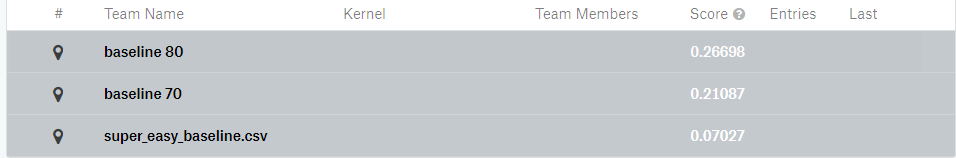 # Team Name Kernel Team Members Score ? Entries Last
baseline 80 0.26698
baseline 70 0.21087
super_easy_baseline.csv 0.07027